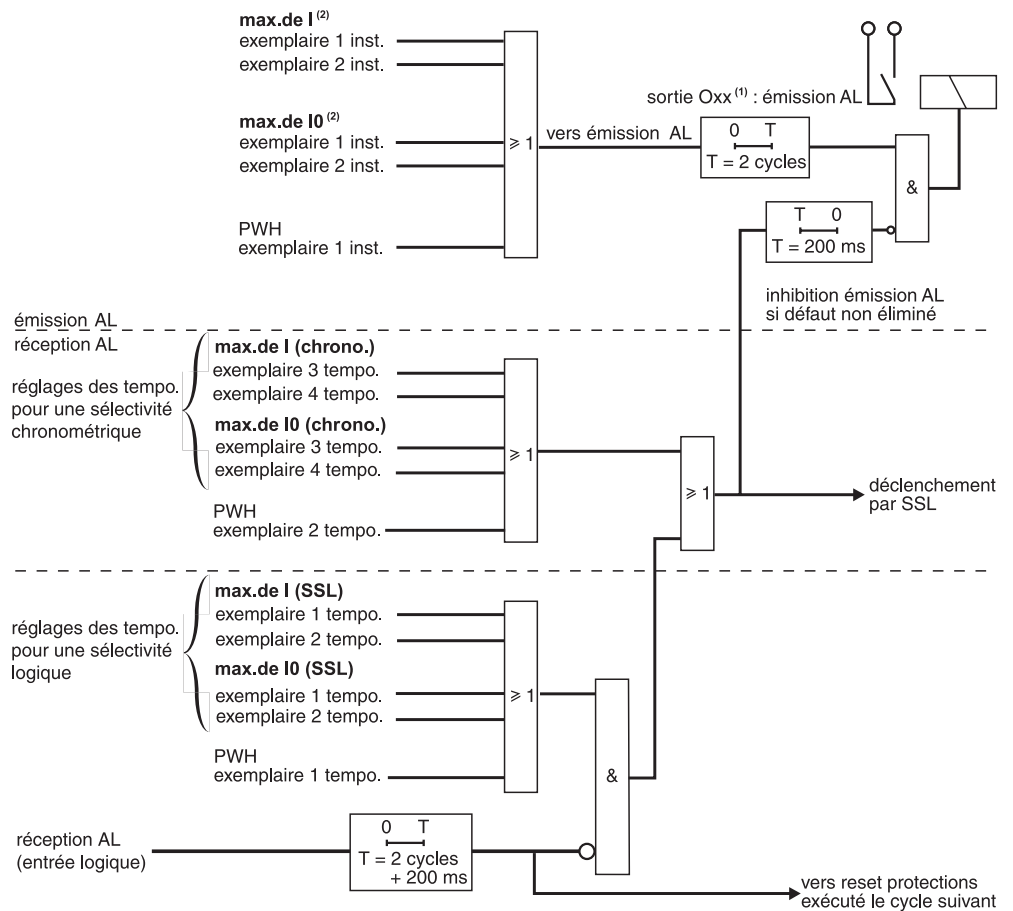 max.de I (2)
exemplaire 1 inst.
exemplaire 2 inst.
max.de I0 (2)
exemplaire 1 inst.
exemplaire 2 inst.
PWH
exemplaire 1 inst.
≥ 1
vers émission AL
sortie Oxx (1) : émission AL
0 T
T = 2 cycles
&
T 0
T = 200 ms
inhibition émission AL
si défaut non éliminé
émission AL
réception AL
réglages des tempo.
pour une sélectivité
chronométrique
max.de I (chrono.)
exemplaire 3 tempo.
exemplaire 4 tempo.
max.de I0 (chrono.)
exemplaire 3 tempo.
exemplaire 4 tempo.
PWH
exemplaire 2 tempo.
≥ 1
≥ 1
déclenchement
par SSL
réglages des tempo.
pour une sélectivité
logique
max.de I (SSL)
exemplaire 1 tempo.
exemplaire 2 tempo.
max.de I0 (SSL)
exemplaire 1 tempo.
exemplaire 2 tempo.
PWH
exemplaire 1 tempo.
≥ 1
&
réception AL
(entrée logique)
0 T
T = 2 cycles
+ 200 ms
vers reset protections
exécuté le cycle suivant